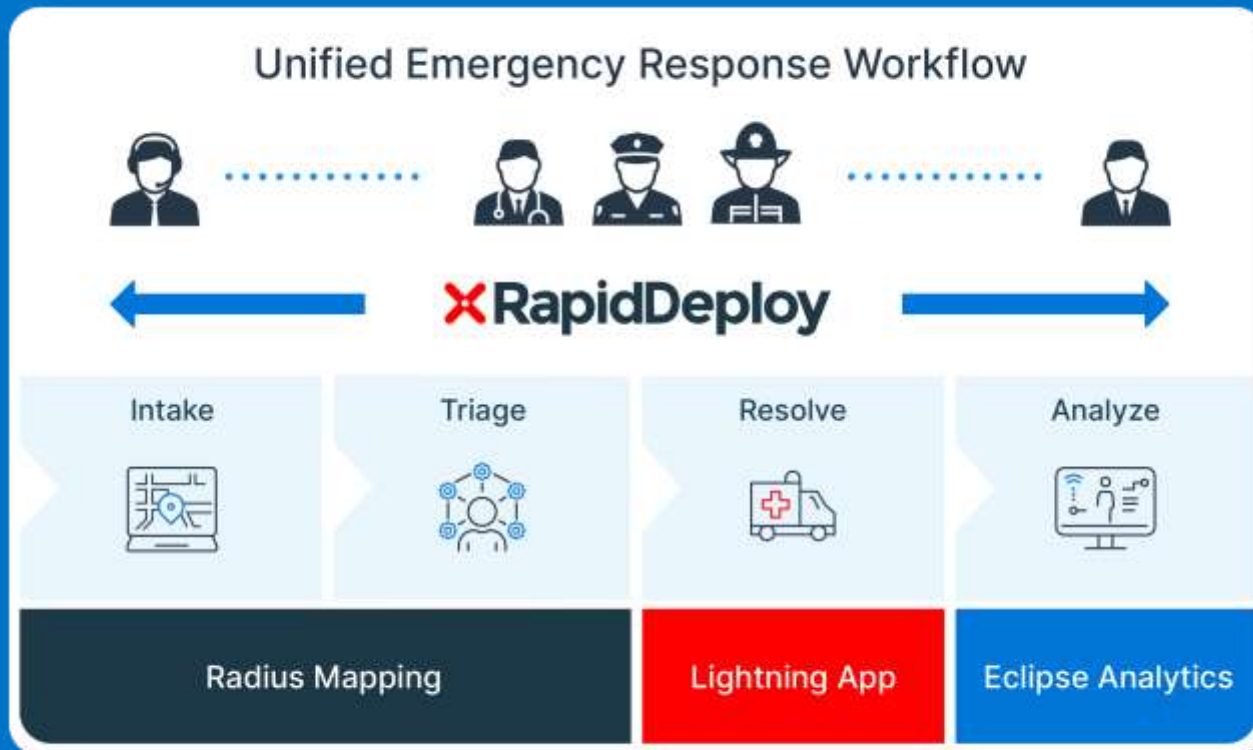 Unified Emergency Response Workflow
RapidDeploy
Intake
Triage
Resolve
Analyze
Radius Mapping
Lightning App
Eclipse Analytics